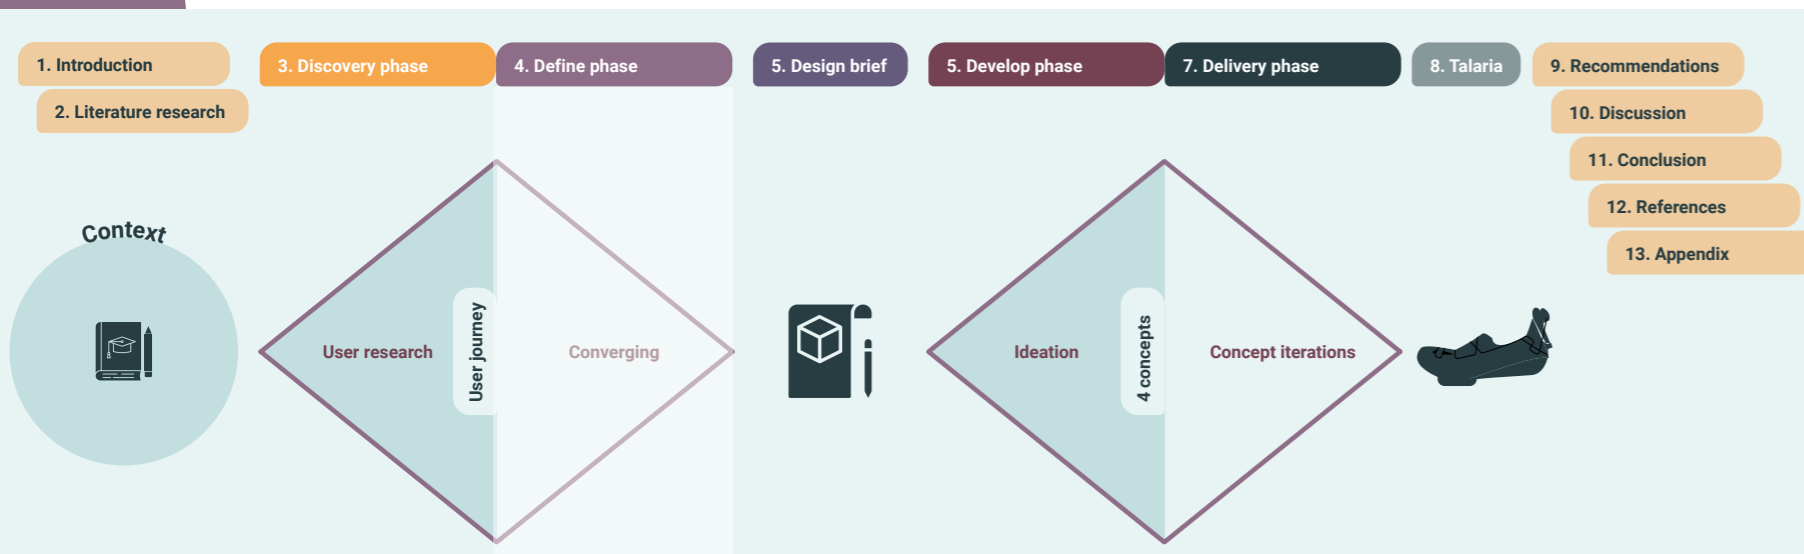 1. Introduction
2. Literature research
3. Discovery phase
4. Define phase
5. Design brief
5. Develop phase
7. Delivery phase
8. Talaria
9. Recommendations
10. Discussion
11. Conclusion
12. References
13. Appendix
Context
User research
User journey
Converging
Ideation
4 concepts
Concept iterations